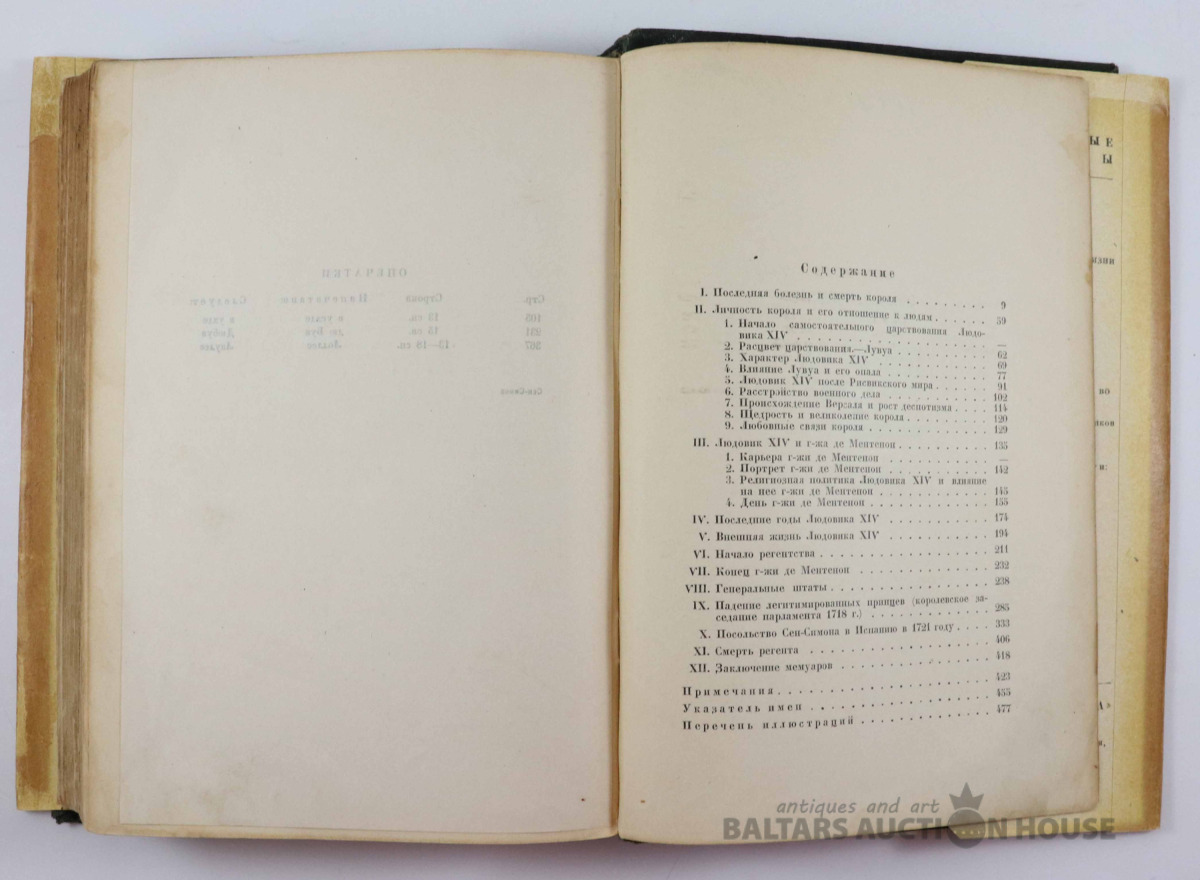 Содержание
I. Последняя болезнь и смерть короля . . . . . . . . . 9
II. Личность короля и его отношение к людям . . . . . 59
1. Начало самостоятельного царствования Людо-
вика XIV . . . . . . . . . . . . . . . —
2. Расцвет царствования.—Лувуа . . . . . . . . 62
3. Характер Людовика XIV . . . . . . . . . . 69
4. Влияние Лувуа и его опала . . . . . . . . . 77
5. Людовик XIV после Рисвикского мира . . . . . 91
6. Расстройство военного дела . . . . . . . . . 102
7. Происхождение Версаля и рост деспотизма . . . . 114
8. Щедрость и великолепие короля . . . . . . . . 120
9. Любовные связи короля . . . . . . . . . . . 129
III. Людовик XIV и г-жа де Ментенон . . . . . . . . . 135
1. Карьера г-жи де Ментенон . . . . . . . . . —
2. Портрет г-жи де Ментенон . . . . . . . . . 142
3. Религиозная политика Людовика XIV и влияние
на нее г-жи де Ментенон . . . . . . . . . 145
4. День г-жи де Ментенон . . . . . . . . . . 155
IV. Последние годы Людовика XIV . . . . . . . . . 174
V. Внешняя жизнь Людовика XIV . . . . . . . . . 194
VI. Начало регентства . . . . . . . . . . . . . . 211
VII. Конец г-жи де Ментенон . . . . . . . . . . . . 232
VIII. Генеральные штаты . . . . . . . . . . . . . . 238
IX. Падение легитимированных принцев (королевское за-
седание парламента 1718 г.) . . . . . . . . . . 285
X. Посольство Сен-Симона в Испанию в 1721 году . . . . 333
XI. Смерть регента . . . . . . . . . . . . . . . 406
XII. Заключение мемуаров . . . . . . . . . . . . . 418
Примечания . . . . . . . . . . . . . . . . . 423
Указатель имен . . . . . . . . . . . . . . . 455
Перечень иллюстраций . . . . . . . . . . . . 477
ЫЕ
Ы
во
А»
antiques and art
BALTARS AUCTION HOUSE